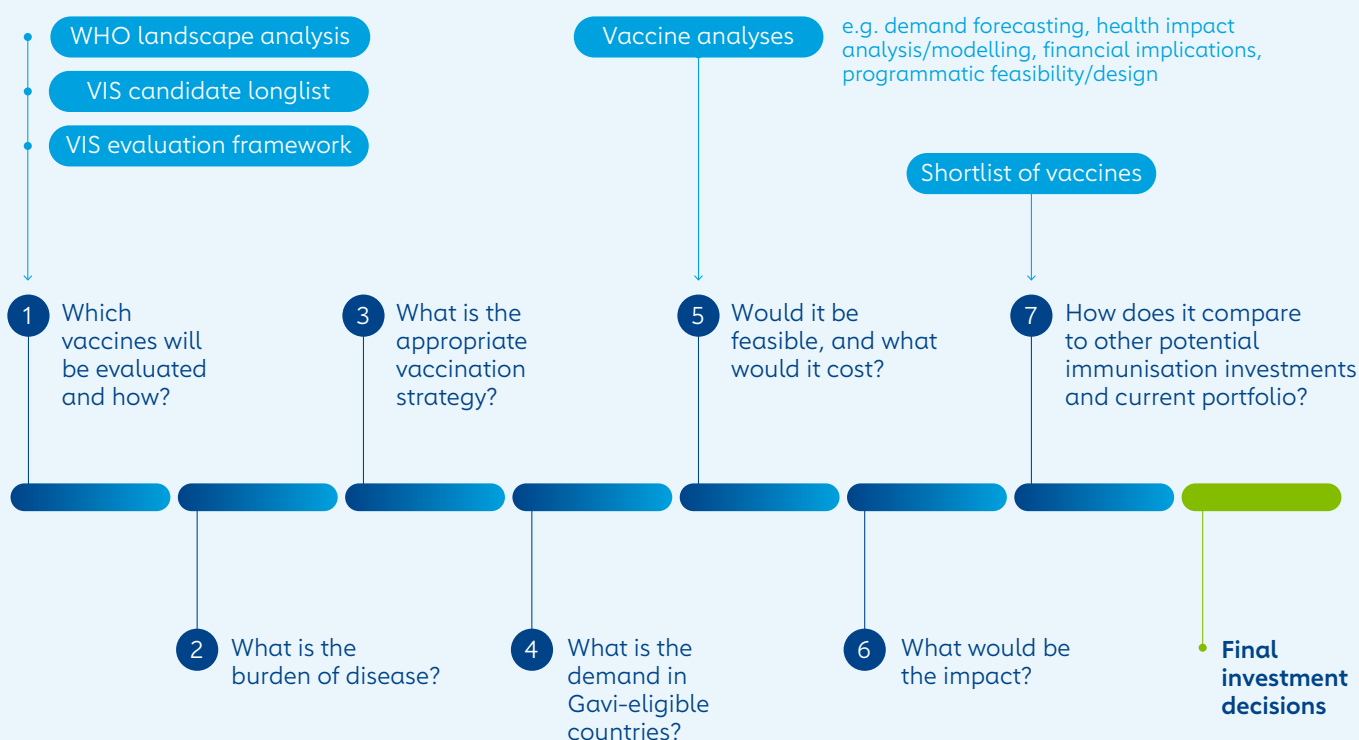 WHO landscape analysis
VIS candidate longlist
VIS evaluation framework
Vaccine analyses
e.g. demand forecasting, health impact
analysis/modelling, financial implications,
programmatic feasibility/design
Shortlist of vaccines
1
Which
vaccines will
be evaluated
and how?
3
What is the
appropriate
vaccination
strategy?
5
Would it be
feasible, and what
would it cost?
7
How does it compare
to other potential
immunisation investments
and current portfolio?
2
What is the
burden of disease?
4
What is the
demand in
Gavi-eligible
countries?
6
What would be
the impact?
Final
investment
decisions